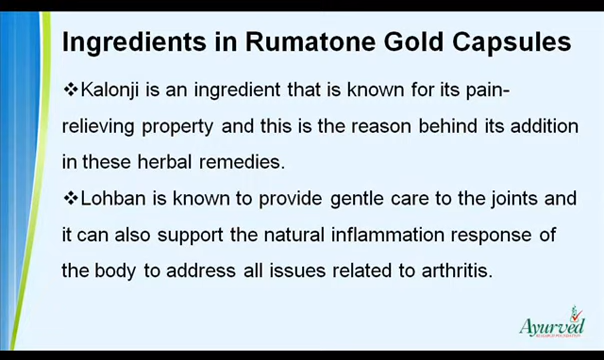 Ingredients in Rumatone Gold Capsules
❖Kalonji is an ingredient that is known for its pain-
relieving property and this is the reason behind its addition
in these herbal remedies.
❖Lohban is known to provide gentle care to the joints and
it can also support the natural inflammation response of
the body to address all issues related to arthritis.
Ayurved